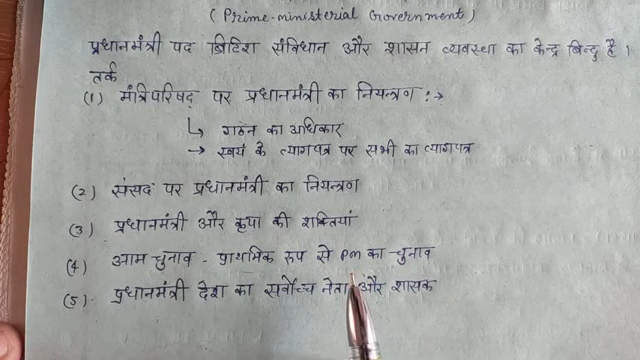 (Prime-ministerial Government)
प्रधानमंत्री पद ब्रिटिश संविधान और शासन व्यवस्था का केन्द्र बिन्दु है।
तर्क
(1) मंत्रिपरिषद् पर प्रधानमंत्री का नियन्त्रण :→
↳ गठन का अधिकार
→ स्वयं के त्यागपत्र पर सभी का त्यागपत्र
(2) संसद पर प्रधानमंत्री का नियन्त्रण
(3) प्रधानमंत्री और कृपा की शक्तियां
(4) आम चुनाव - प्राथमिक रूप से PM का चुनाव
(5) प्रधानमंत्री देश का सर्वोच्च नेता और शासक